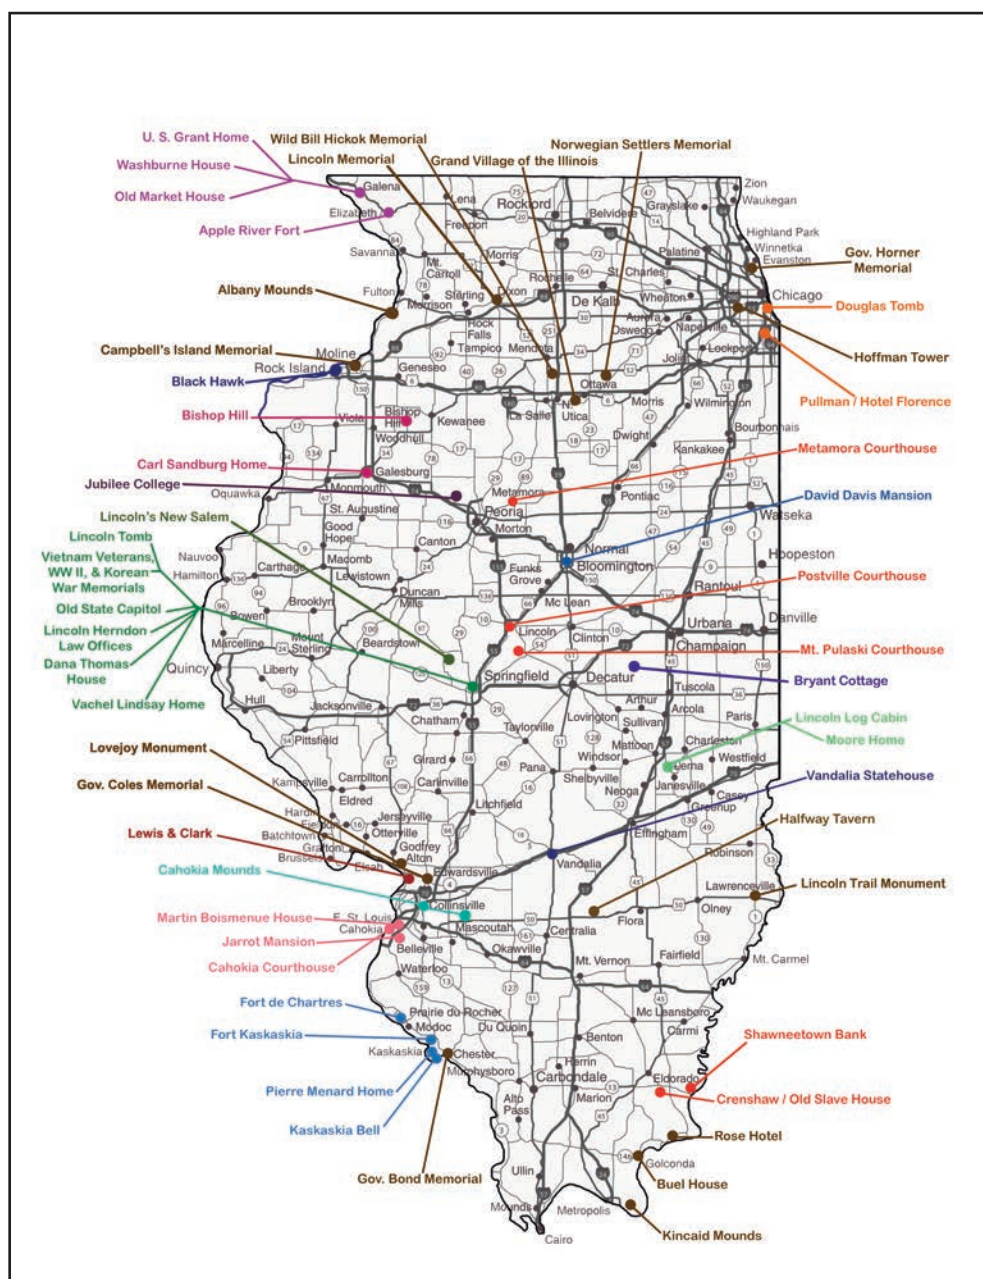 U. S. Grant Home
Washburne House
Old Market House
Apple River Fort
Wild Bill Hickok Memorial
Lincoln Memorial
Grand Village of the Illinois
Norwegian Settlers Memorial
Gov. Horner
Memorial
Douglas Tomb
Hoffman Tower
Pullman / Hotel Florence
Albany Mounds
Campbell's Island Memorial
Black Hawk
Bishop Hill
Carl Sandburg Home
Jubilee College
Metamora Courthouse
David Davis Mansion
Lincoln's New Salem
Lincoln Tomb
Vietnam Veterans,
WW II, & Korean
War Memorials
Old State Capitol
Lincoln Herndon
Law Offices
Dana Thomas
House
Vachel Lindsay Home
Postville Courthouse
Mt. Pulaski Courthouse
Bryant Cottage
Lincoln Log Cabin
Moore Home
Vandalia Statehouse
Halfway Tavern
Lincoln Trail Monument
Lovejoy Monument
Gov. Coles Memorial
Lewis & Clark
Cahokia Mounds
Martin Boismenue House
Jarrot Mansion
Cahokia Courthouse
Fort de Chartres
Fort Kaskaskia
Pierre Menard Home
Kaskaskia Bell
Gov. Bond Memorial
Shawneetown Bank
Crenshaw / Old Slave House
Rose Hotel
Buel House
Kincaid Mounds
Galena
Elizabeth
Lena
Freeport
Rockford
Belvidere
Grayslake
Zion
Waukegan
Highland Park
Winnetka
Evanston
Palatine
Savanna
Mt.
Carroll
Morris
Rochelle
St. Charles
Wheaton
Chicago
Fulton
Morrison
Sterling
Dixon
De Kalb
Aurora
Oswego
Naperville
Rock
Falls
Tampico
Mendota
Joliet
Lockport
Moline
Rock Island
Geneseo
La Salle
N.
Utica
Ottawa
Morris
Wilmington
Viola
Bishop
Hill
Kewanee
Woodhull
Bourbonnais
Kankakee
Dwight
Galesburg
Monmouth
Oquawka
St. Augustine
Metamora
Peoria
Morton
Pontiac
Watseka
Good
Hope
Canton
Normal
Bloomington
Hoopeston
Nauvoo
Macomb
Hamilton
Carthage
Lewistown
Duncan
Mills
Funks
Grove
Mc Lean
Rantoul
Bowen
Brooklyn
Marcelline
Mount
Sterling
Beardstown
Lincoln
Clinton
Urbana
Champaign
Danville
Quincy
Liberty
Springfield
Decatur
Tuscola
Hull
Jacksonville
Chatham
Taylorville
Lovington
Arthur
Sullivan
Arcola
Paris
Pittsfield
Girard
Pana
Windsor
Mattoon
Charleston
Westfield
Lerna
Kampsville
Carrollton
Carlinville
Shelbyville
Janesville
Eldred
Litchfield
Neoga
Casey
Greenup
Hardin
Jerseyville
Batchtown
Otterville
Grafton
Godfrey
Effingham
Brussels
Elsah
Alton
Edwardsville
Vandalia
Robinson
Collinsville
Lawrenceville
E. St. Louis
Cahokia
Mascoutah
Centralia
Flora
Olney
Belleville
Okawville
Waterloo
Mt. Vernon
Fairfield
Mt. Carmel
Prairie du Rocher
Modoc
Du Quoin
Mc Leansboro
Carmi
Kaskaskia
Chester
Benton
Murphysboro
Herrin
Carbondale
Marion
Eldorado
Alto
Pass
Golconda
Ullin
Mounds
Metropolis
Cairo